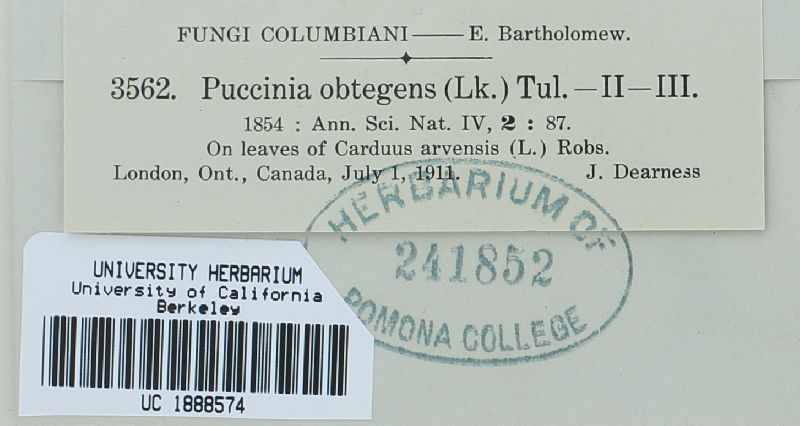 FUNGI COLUMBIANI—E. Bartholomew.
3562. Puccinia obtegens (Lk.) Tul.—II—III.
1854 : Ann. Sci. Nat. IV, 2 : 87.
On leaves of Carduus arvensis (L.) Robs.
London, Ont., Canada, July 1, 1911. J. Dearness
HERBARIUM OF
241852
POMONA COLLEGE
UNIVERSITY HERBARIUM
University of California
Berkeley
UC 1888574